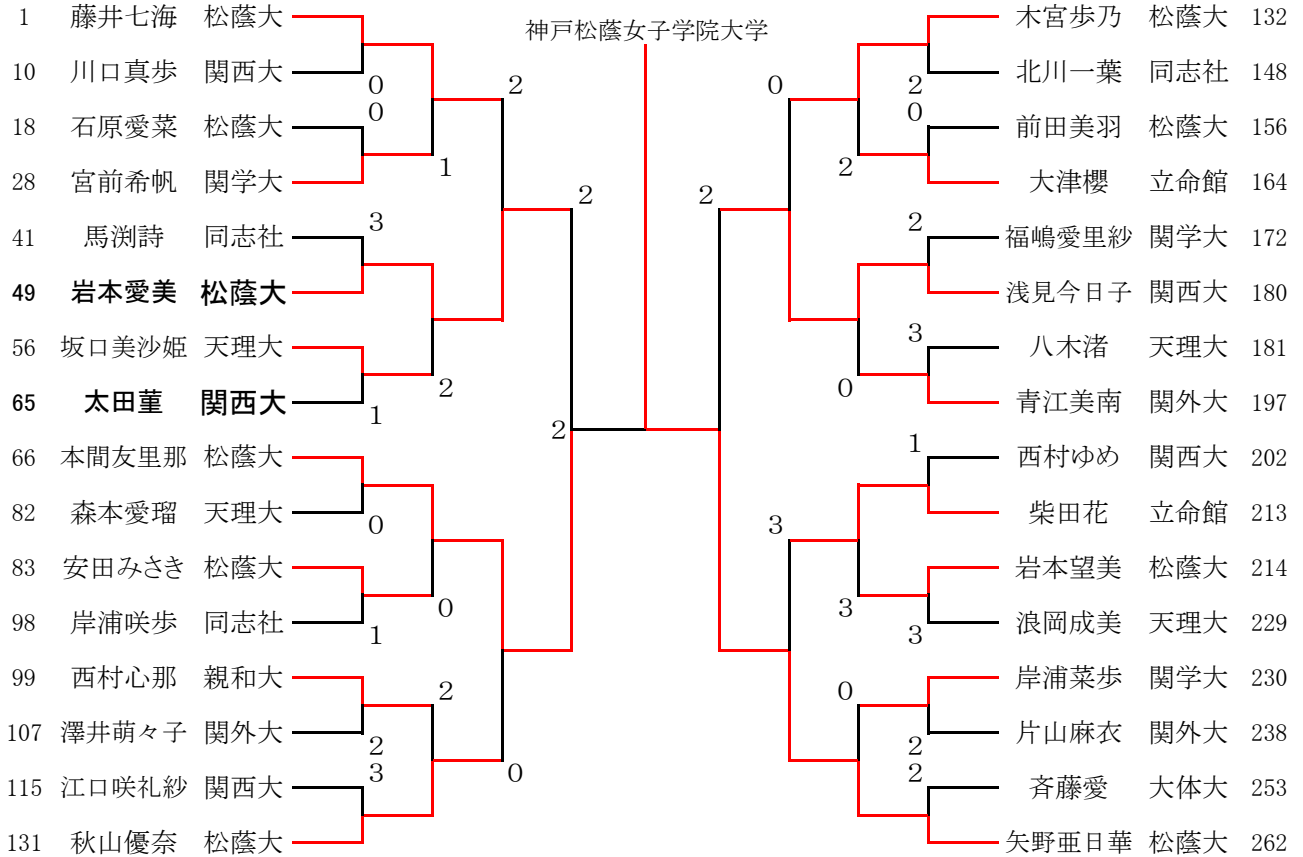 神戸松蔭女子学院大学
1 藤井七海 松蔭大
0
10 川口真歩 関西大
2
0
18 石原愛菜 松蔭大
1
28 宮前希帆 関学大
2
41 馬渕詩 同志社
3
49 岩本愛美 松蔭大
56 坂口美沙姫 天理大
2
65 太田菫 関西大
1
2
66 本間友里那 松蔭大
82 森本愛瑠 天理大
0
83 安田みさき 松蔭大
0
98 岸浦咲歩 同志社
1
99 西村心那 親和大
2
107 澤井萌々子 関外大
2
0
115 江口咲礼紗 関西大
3
131 秋山優奈 松蔭大
木宮歩乃 松蔭大 132
0
北川一葉 同志社 148
2
0
前田美羽 松蔭大 156
2
大津櫻 立命館 164
2
福嶋愛里紗 関学大 172
2
浅見今日子 関西大 180
3
八木渚 天理大 181
0
青江美南 関外大 197
1
西村ゆめ 関西大 202
柴田花 立命館 213
3
岩本望美 松蔭大 214
3
浪岡成美 天理大 229
3
岸浦菜歩 関学大 230
0
片山麻衣 関外大 238
2
2
斉藤愛 大体大 253
矢野亜日華 松蔭大 262